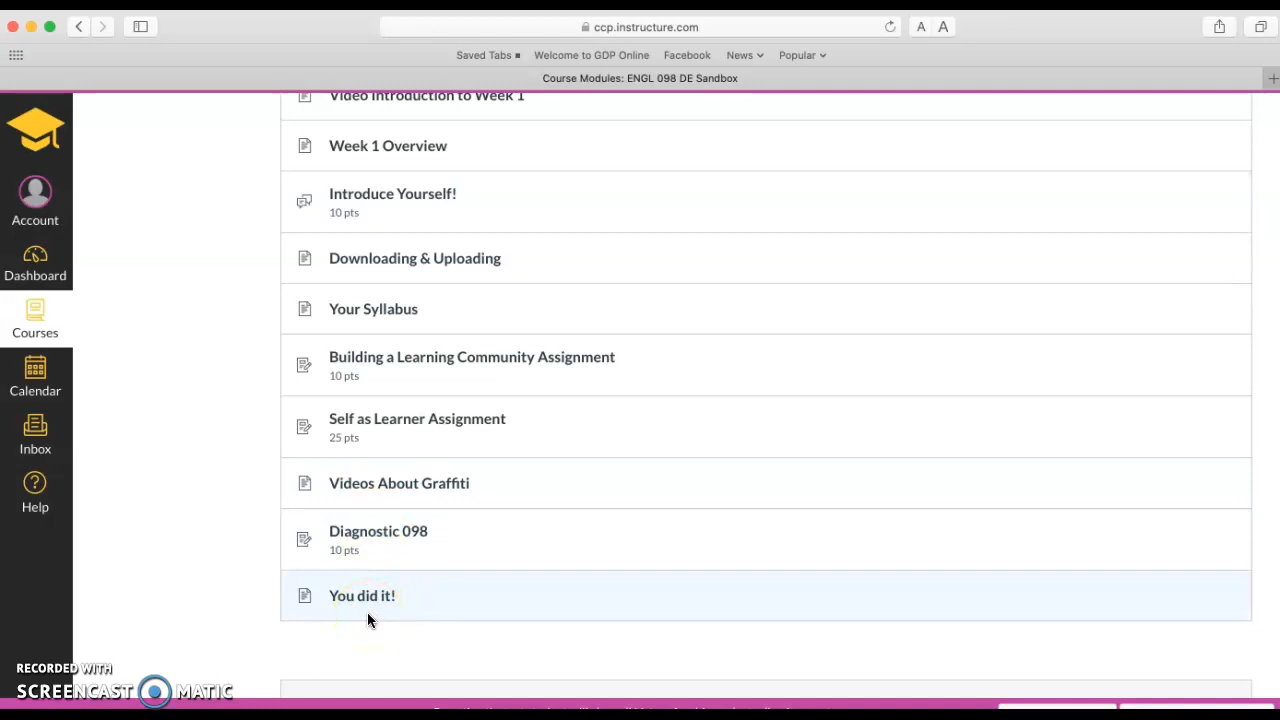 ccp.instructure.com
A A
Saved Tabs
Welcome to GDP Online
Facebook
News
Popular
Course Modules: ENGL 098 DE Sandbox
Account
Dashboard
Courses
Calendar
Inbox
Help
Video Introduction to Week 1
Week 1 Overview
Introduce Yourself!
10 pts
Downloading & Uploading
Your Syllabus
Building a Learning Community Assignment
10 pts
Self as Learner Assignment
25 pts
Videos About Graffiti
Diagnostic 098
10 pts
You did it!
RECORDED WITH
SCREENCAST MATIC